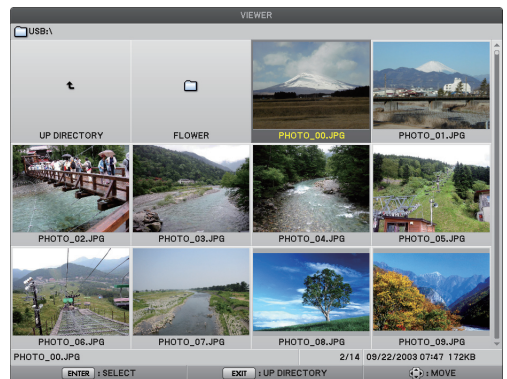 VIEWER
USB:\
UP DIRECTORY FLOWER PHOTO_00.JPG PHOTO_01.JPG
PHOTO_02.JPG PHOTO_03.JPG PHOTO_04.JPG PHOTO_05.JPG
PHOTO_06.JPG PHOTO_07.JPG PHOTO_08.JPG PHOTO_09.JPG
PHOTO_00.JPG 2/14 09/22/2003 07:47 172KB
ENTER : SELECT EXIT : UP DIRECTORY : MOVE